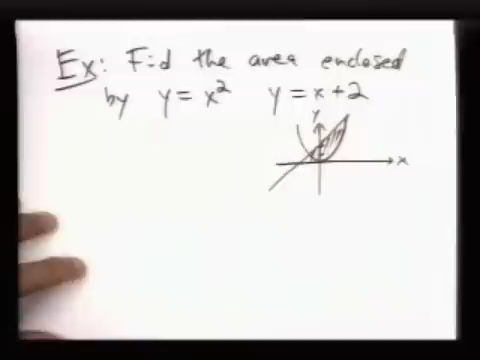 Ex: Find the area enclosed
by y = x² y = x + 2
y
x